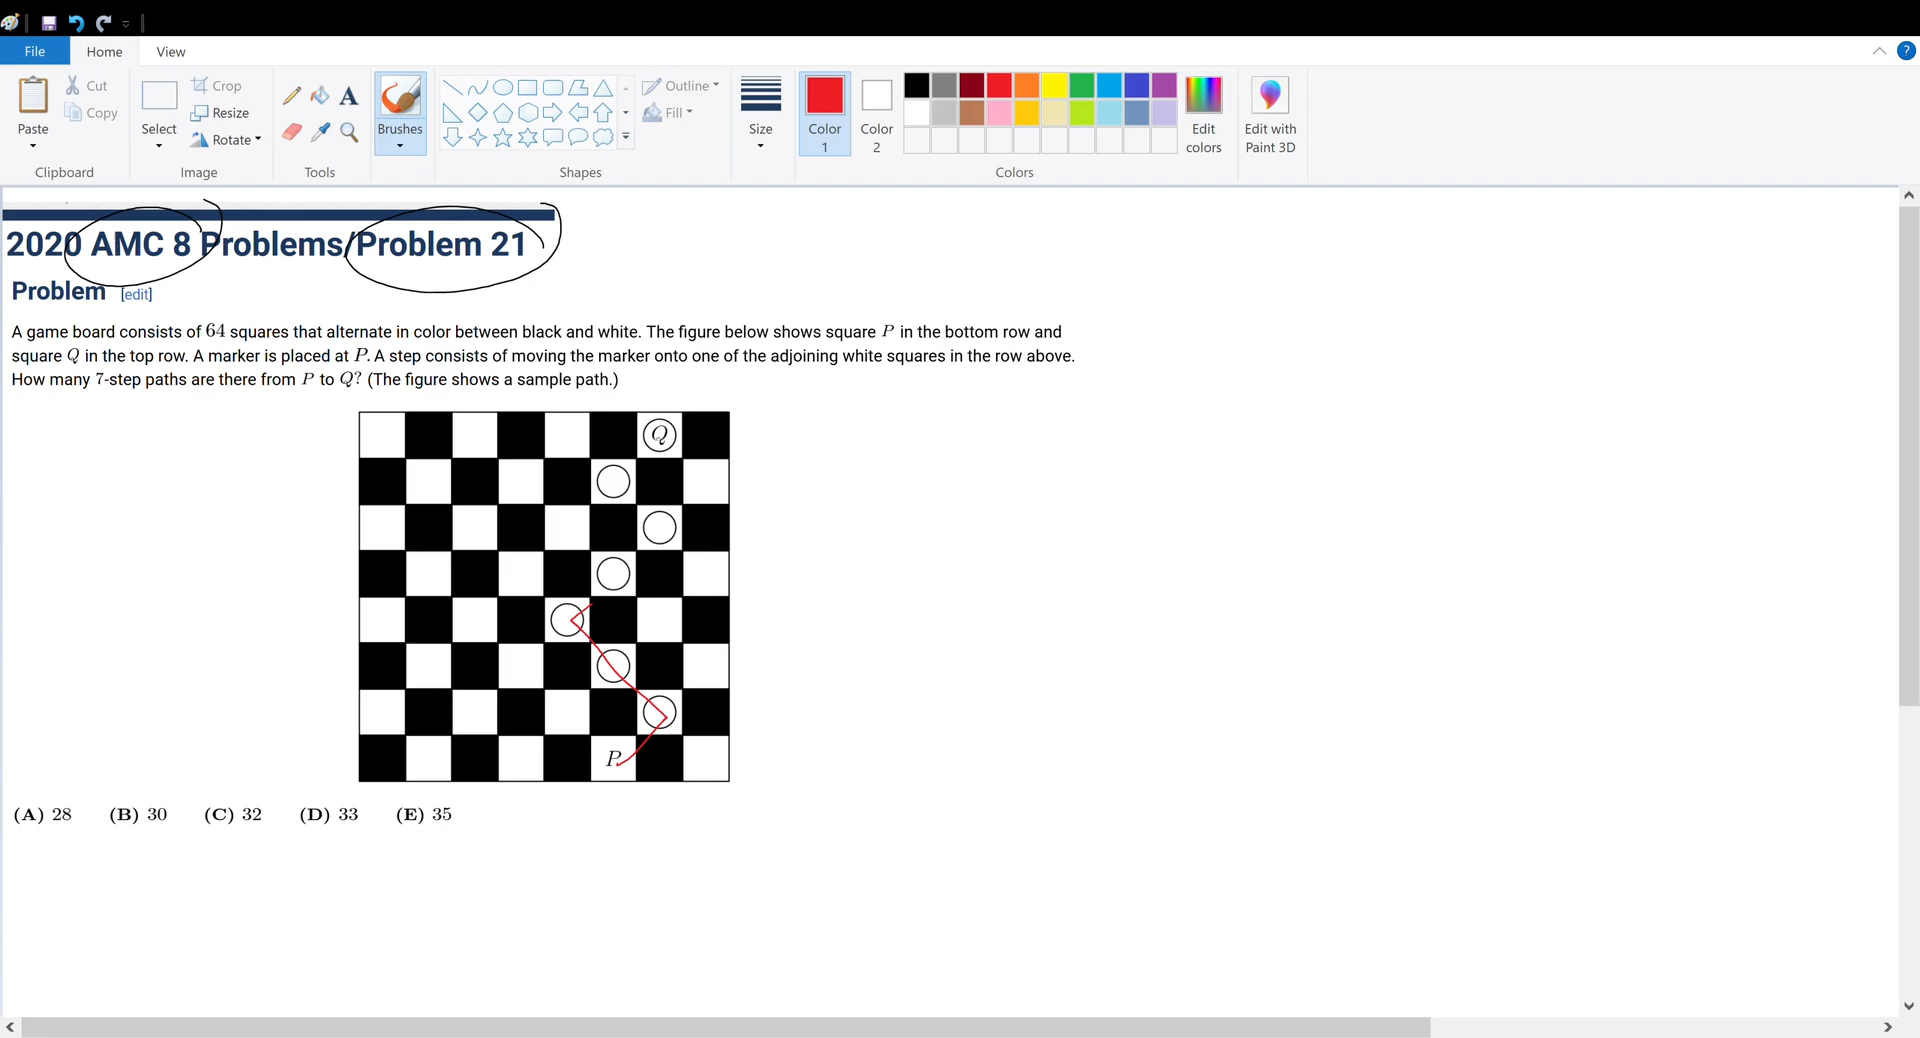 File Home View ?
Paste
Cut
Copy
Clipboard
Select
Crop
Resize
Rotate
Image
A
Tools
Brushes
Shapes
Outline
Fill
Size
Color 1
Color 2
Colors
Edit colors
Edit with Paint 3D
2020 AMC 8 Problems/Problem 21
Problem [edit]
A game board consists of 64 squares that alternate in color between black and white. The figure below shows square P in the bottom row and
square Q in the top row. A marker is placed at P. A step consists of moving the marker onto one of the adjoining white squares in the row above.
How many 7-step paths are there from P to Q? (The figure shows a sample path.)
Q
P
(A) 28 (B) 30 (C) 32 (D) 33 (E) 35